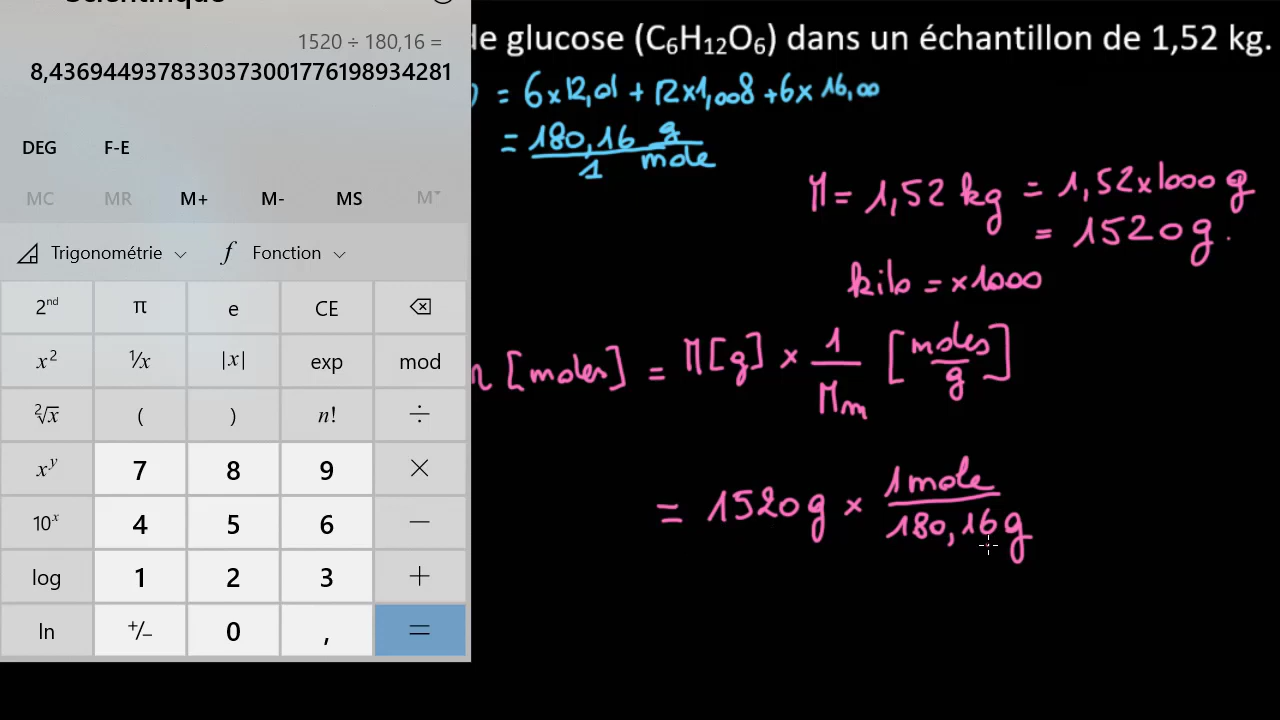 Scientifique
1520 ÷ 180,16 =
8,4369449378330373001776198934281
DEG F-E
MC MR M+ M- MS M
Trigonométrie f Fonction
2nd π e CE
x² ¹/x |x| exp mod
²√x ( ) n! ÷
xʸ 7 8 9 ×
10ˣ 4 5 6 −
log 1 2 3 +
ln +/− 0 , =
de glucose (C₆H₁₂O₆) dans un échantillon de 1,52 kg.
) = 6×12,01 + 12×1,008 + 6×16,00
= 180,16 g / 1 mole
M = 1,52 kg = 1,52×1000 g
= 1520 g.
kilo = ×1000
n [moles] = M[g] × 1/Mm [moles/g]
= 1520 g × 1 mole / 180,16 g